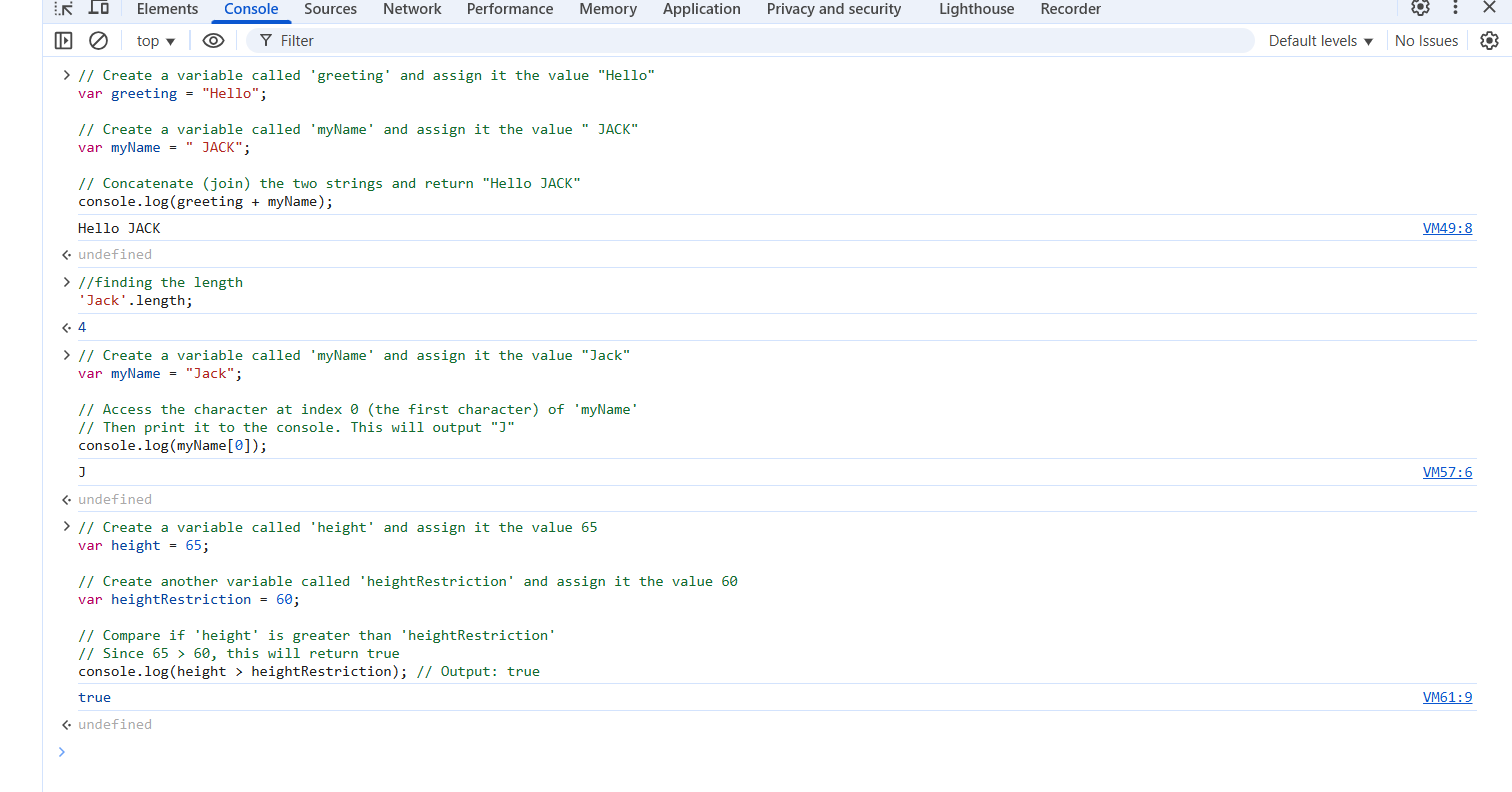 Elements Console Sources Network Performance Memory Application Privacy and security Lighthouse Recorder
top Filter Default levels No Issues
// Create a variable called 'greeting' and assign it the value "Hello"
var greeting = "Hello";
// Create a variable called 'myName' and assign it the value " JACK"
var myName = " JACK";
// Concatenate (join) the two strings and return "Hello JACK"
console.log(greeting + myName);
Hello JACK VM49:8
undefined
//finding the length
'Jack'.length;
4
// Create a variable called 'myName' and assign it the value "Jack"
var myName = "Jack";
// Access the character at index 0 (the first character) of 'myName'
// Then print it to the console. This will output "J"
console.log(myName[0]);
J VM57:6
undefined
// Create a variable called 'height' and assign it the value 65
var height = 65;
// Create another variable called 'heightRestriction' and assign it the value 60
var heightRestriction = 60;
// Compare if 'height' is greater than 'heightRestriction'
// Since 65 > 60, this will return true
console.log(height > heightRestriction); // Output: true
true VM61:9
undefined